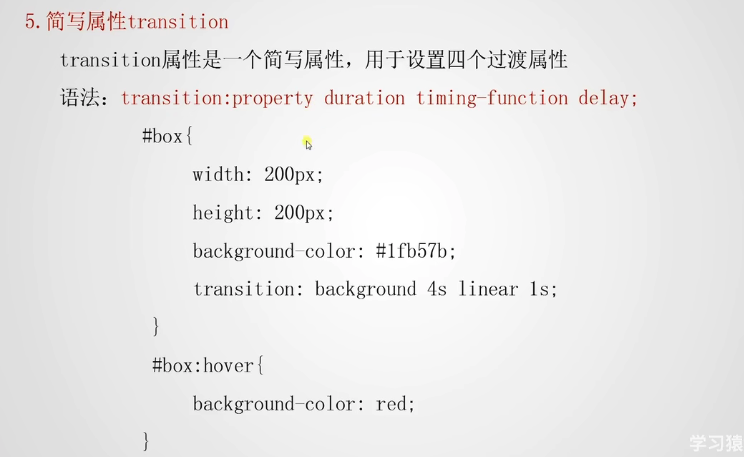 5.简写属性transition
transition属性是一个简写属性，用于设置四个过渡属性
语法：transition:property duration timing-function delay;
#box{
width: 200px;
height: 200px;
background-color: #1fb57b;
transition: background 4s linear 1s;
}
#box:hover{
background-color: red;
}
学习猿